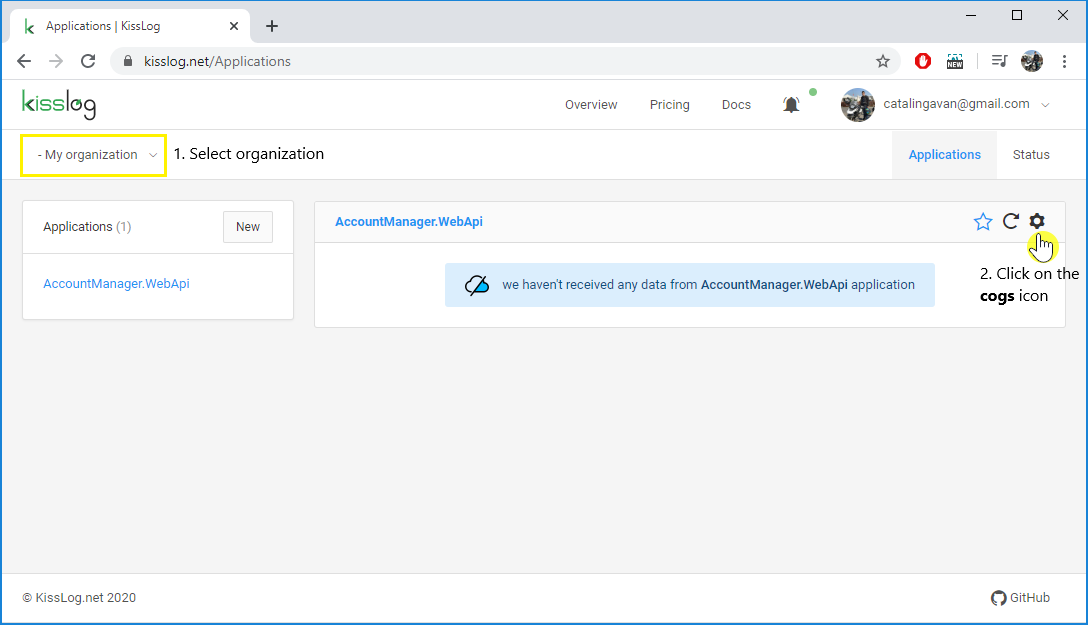 Applications | KissLog
kisslog.net/Applications
NEW
kisslog
Overview
Pricing
Docs
catalingavan@gmail.com
- My organization
1. Select organization
Applications
Status
Applications (1)
New
AccountManager.WebApi
AccountManager.WebApi
we haven't received any data from AccountManager.WebApi application
2. Click on the
cogs icon
© KissLog.net 2020
GitHub